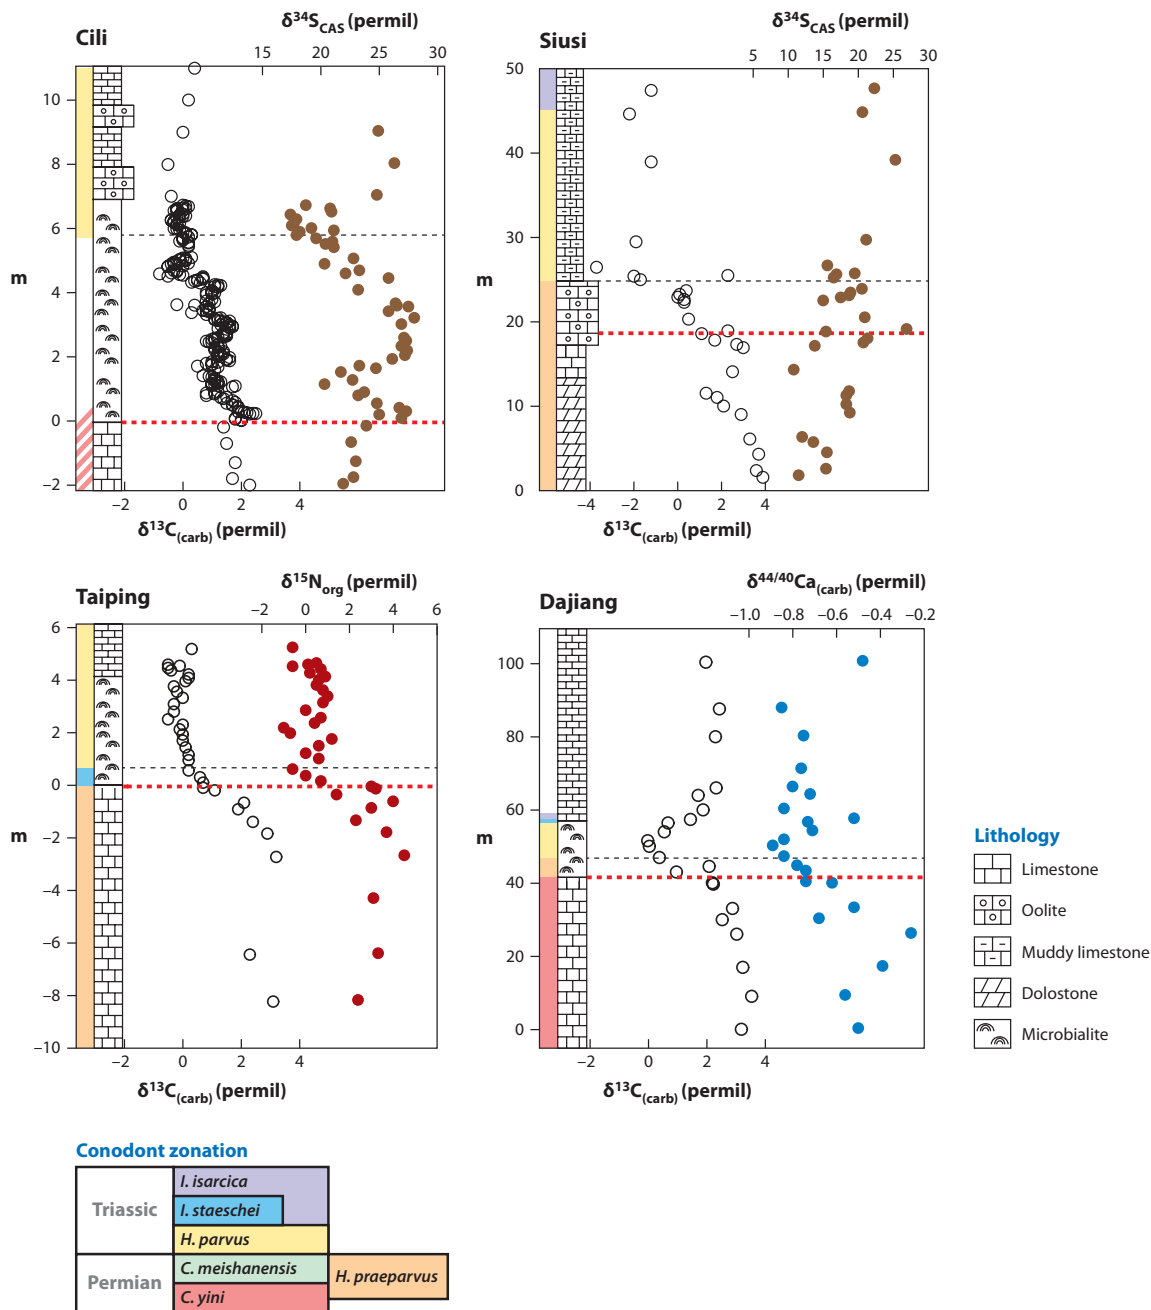 Cili
δ34SCAS (permil)
15 20 25 30
10
8
6
4
2
0
−2
m
−2 0 2 4
δ13C(carb) (permil)
Siusi
δ34SCAS (permil)
5 10 15 20 25 30
50
40
30
20
10
0
m
−4 −2 0 2 4
δ13C(carb) (permil)
Taiping
δ15Norg (permil)
−2 0 2 4 6
6
4
2
0
−2
−4
−6
−8
−10
m
−2 0 2 4
δ13C(carb) (permil)
Dajiang
δ44/40Ca(carb) (permil)
−1.0 −0.8 −0.6 −0.4 −0.2
100
80
60
40
20
0
m
−2 0 2 4
δ13C(carb) (permil)
Lithology
Limestone
Oolite
Muddy limestone
Dolostone
Microbialite
Conodont zonation
Triassic
I. isarcica
I. staeschei
H. parvus
Permian
C. meishanensis
H. praeparvus
C. yini